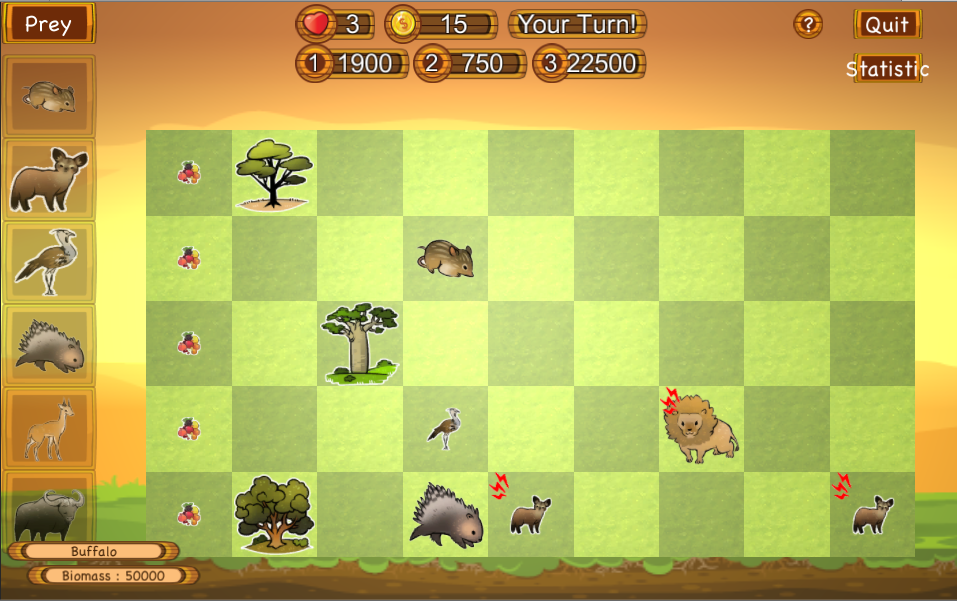 Prey
3
15
Your Turn!
?
Quit
1 1900
2 750
3 22500
Statistic
Buffalo
Biomass : 50000